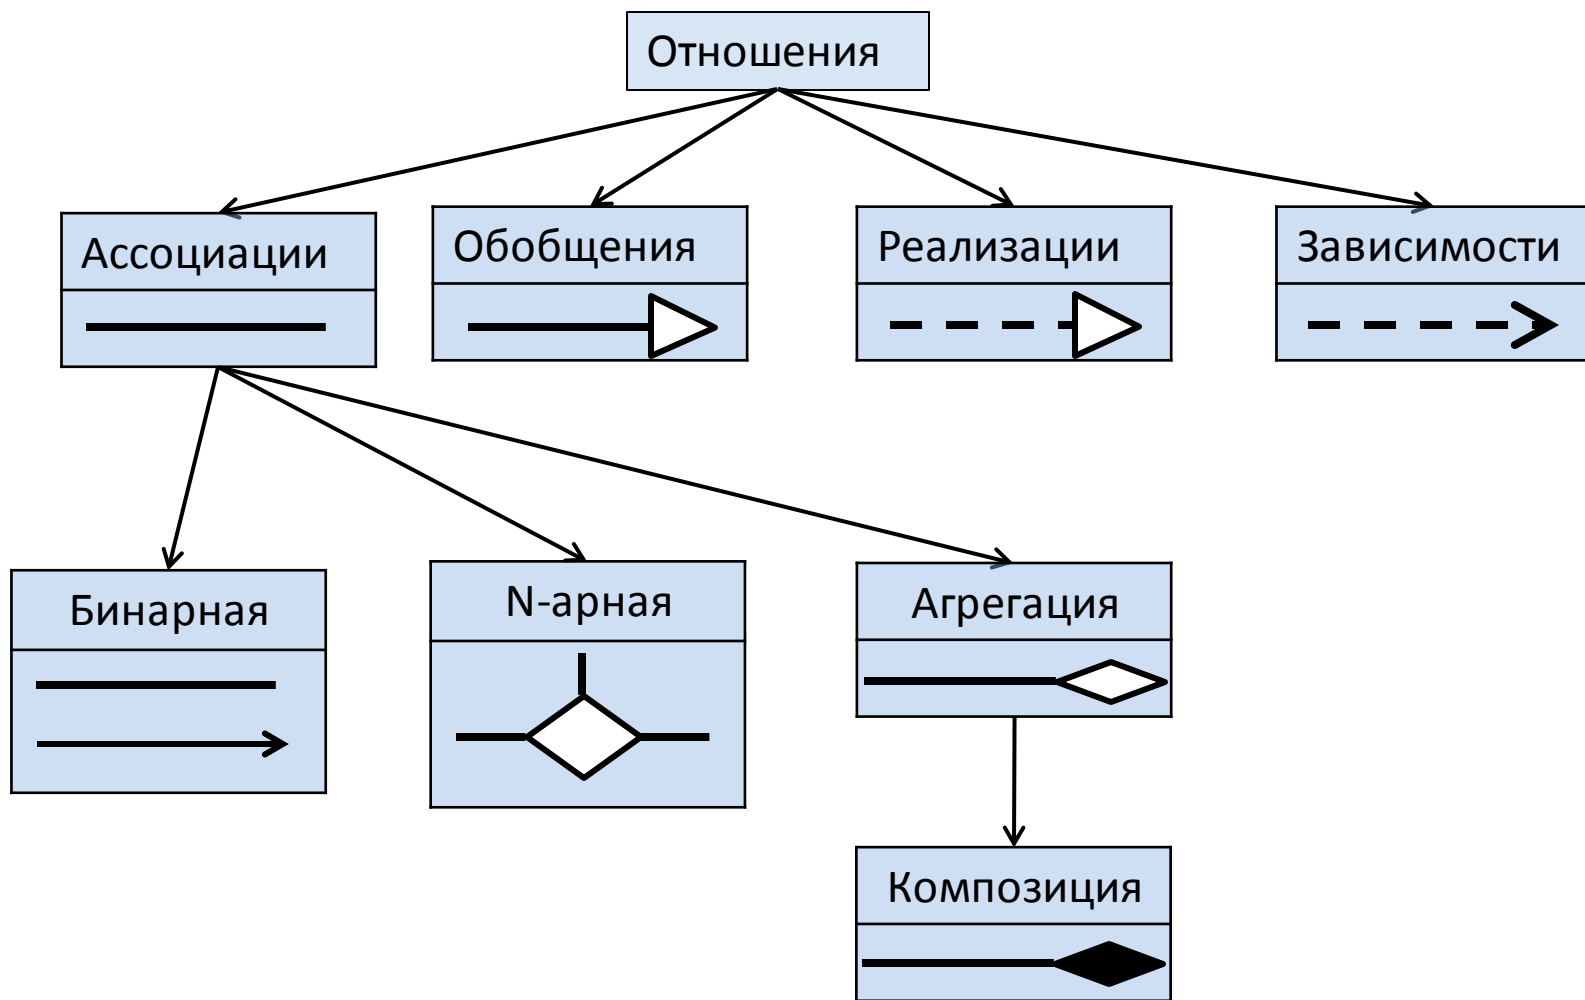 Отношения
Ассоциации
Обобщения
Реализации
Зависимости
Бинарная
N-арная
Агрегация
Композиция